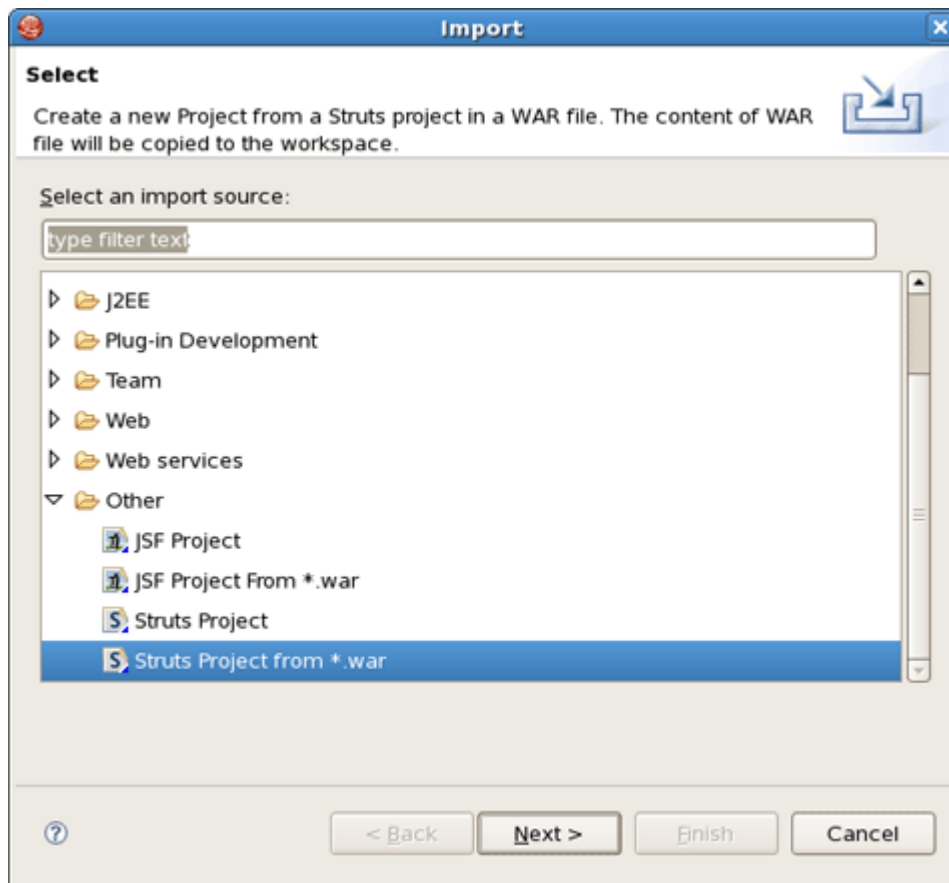 Import
Select
Create a new Project from a Struts project in a WAR file. The content of WAR
file will be copied to the workspace.
Select an import source:
type filter text
J2EE
Plug-in Development
Team
Web
Web services
Other
JSF Project
JSF Project From *.war
Struts Project
Struts Project from *.war
< Back Next > Finish Cancel